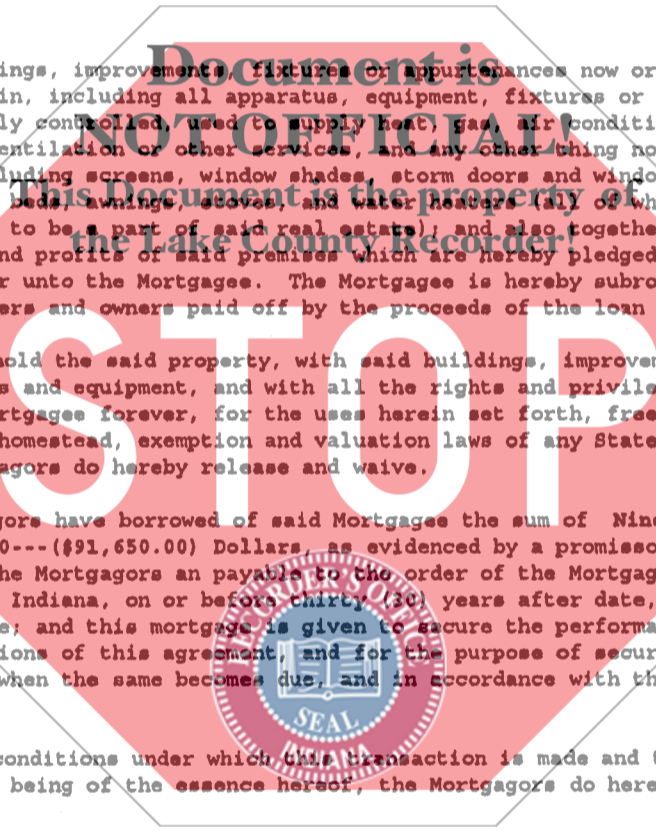 Document is
ings, improvements, fixtures or appurtenances now or
in, including all apparatus, equipment, fixtures or
ly controlled, used to supply heat, gas, air conditi
NOT OFFICIAL!
entilation or other services, and any other thing no
luding screens, window shades, storm doors and windo
This Document is the property of
beds, awnings, stoves, and water heaters (all of wh
to be a part of said real estate); and also togethe
the Lake County Recorder!
nd profits of said premises which are hereby pledged
r unto the Mortgagee. The Mortgagee is hereby subro
ers and owners paid off by the proceeds of the loan
STOP
old the said property, with said buildings, improvem
s and equipment, and with all the rights and privile
rtgagee forever, for the uses herein set forth, free
homestead, exemption and valuation laws of any State
agors do hereby release and waive.
gors have borrowed of said Mortgagee the sum of Nine
0---($91,650.00) Dollars, as evidenced by a promisso
he Mortgagors an payable to the order of the Mortgag
Indiana, on or before thirty (30) years after date,
e; and this mortgage is given to secure the performa
ions of this agreement, and for the purpose of secur
when the same becomes due, and in accordance with th
RECORDER'S OFFICE
SEAL
INDIANA
conditions under which this transaction is made and t
being of the essence hereof, the Mortgagors do here